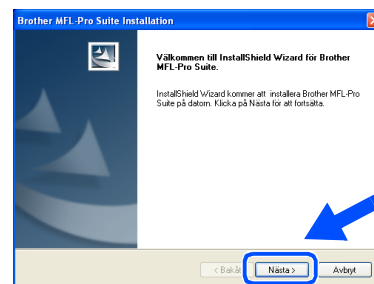 Brother MFL-Pro Suite Installation
Välkommen till InstallShield Wizard för Brother
MFL-Pro Suite.
InstallShield Wizard kommer att installera Brother MFL-Pro
Suite på datorn. Klicka på Nästa för att fortsätta.
< Bakåt
Nästa >
Avbryt